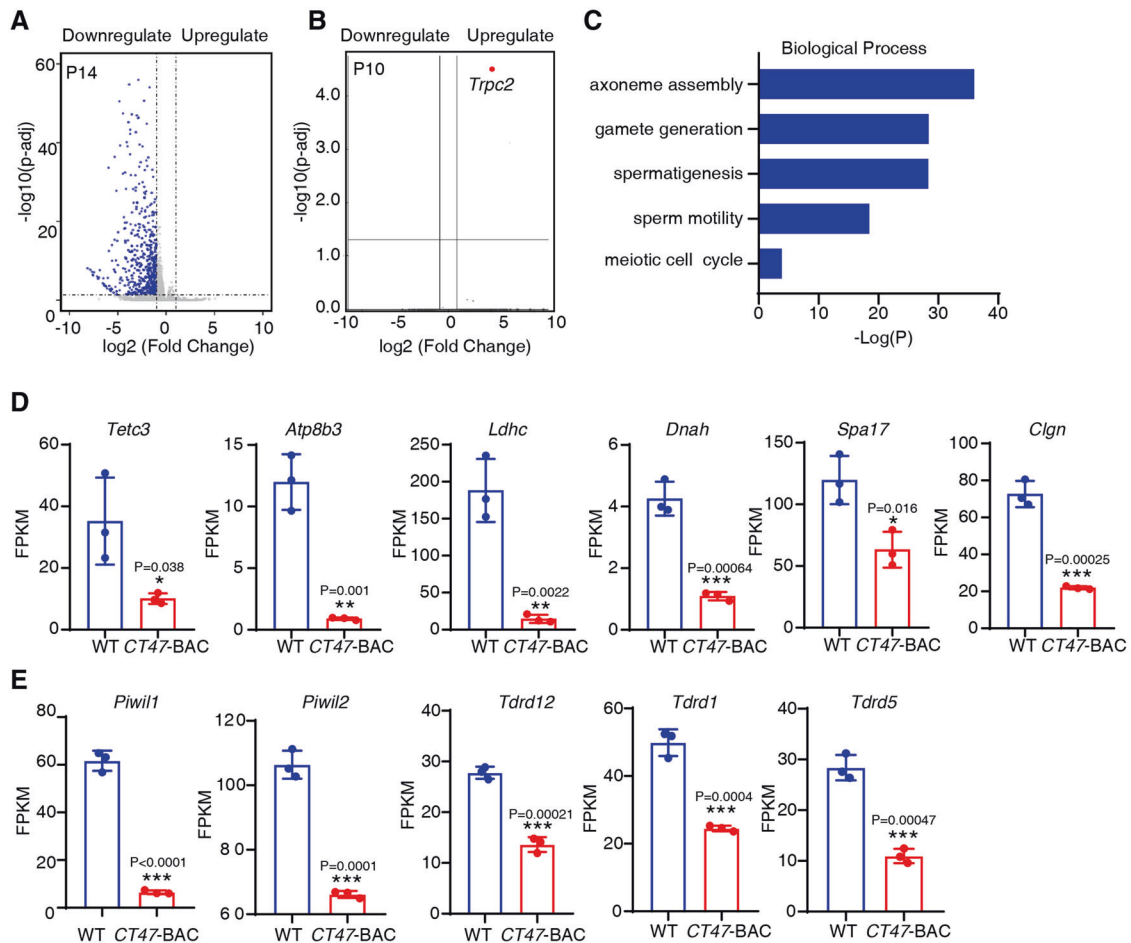 A
Downregulate Upregulate
P14
60
40
20
0
-log10(p-adj)
-10 -5 0 5 10
log2 (Fold Change)
B
Downregulate Upregulate
P10
Trpc2
4.0
3.0
2.0
1.0
0.0
-log10(p-adj)
-10 -5 0 5 10
log2 (Fold Change)
C
Biological Process
axoneme assembly
gamete generation
spermatigenesis
sperm motility
meiotic cell cycle
0 10 20 30 40
-Log(P)
D
Tetc3
60
40
20
0
FPKM
P=0.038
*
WT CT47-BAC
Atp8b3
15
10
5
0
FPKM
P=0.001
**
WT CT47-BAC
Ldhc
250
200
150
100
50
0
FPKM
P=0.0022
**
WT CT47-BAC
Dnah
6
4
2
0
FPKM
P=0.00064
***
WT CT47-BAC
Spa17
150
100
50
0
FPKM
P=0.016
*
WT CT47-BAC
Clgn
100
80
60
40
20
0
FPKM
P=0.00025
***
WT CT47-BAC
E
Piwil1
80
60
40
20
0
FPKM
P<0.0001
***
WT CT47-BAC
Piwil2
120
100
80
6 0
FPKM
P=0.0001
***
WT CT47-BAC
Tdrd12
40
30
20
10
0
FPKM
P=0.00021
***
WT CT47-BAC
Tdrd1
60
40
20
0
FPKM
P=0.0004
***
WT CT47-BAC
Tdrd5
40
30
20
10
0
FPKM
P=0.00047
***
WT CT47-BAC